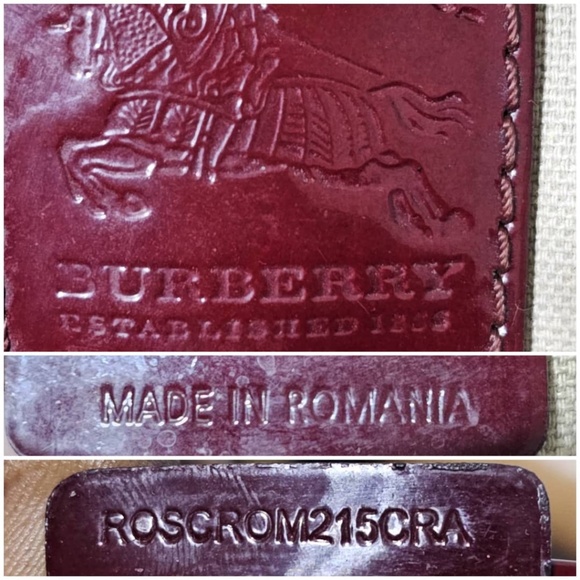 BURBERRY
ESTABLISHED 1856
MADE IN ROMANIA
ROSCROM215CRA